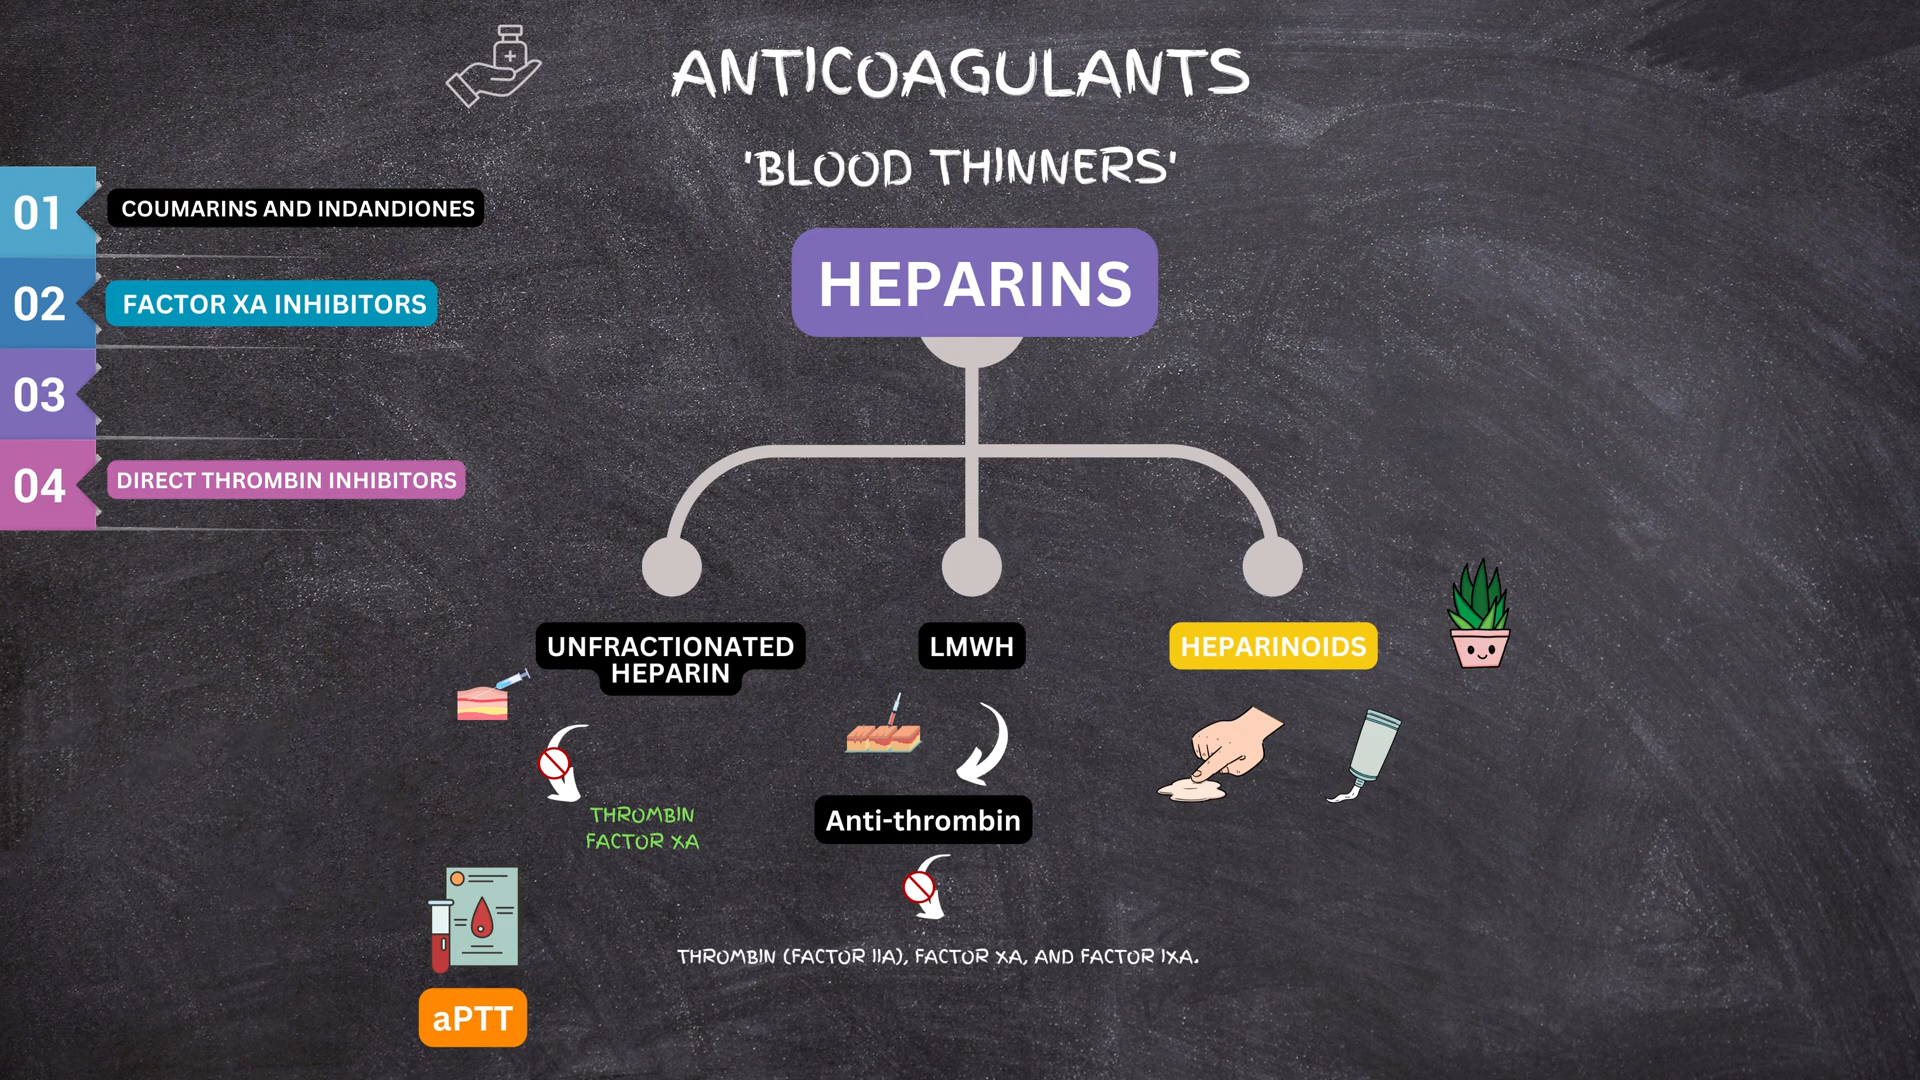 ANTICOAGULANTS
'BLOOD THINNERS'
01
COUMARINS AND INDANDIONES
02
FACTOR XA INHIBITORS
03
04
DIRECT THROMBIN INHIBITORS
HEPARINS
UNFRACTIONATED
HEPARIN
LMWH
HEPARINOIDS
THROMBIN
FACTOR XA
Anti-thrombin
THROMBIN (FACTOR IIA), FACTOR XA, AND FACTOR IXA.
aPTT